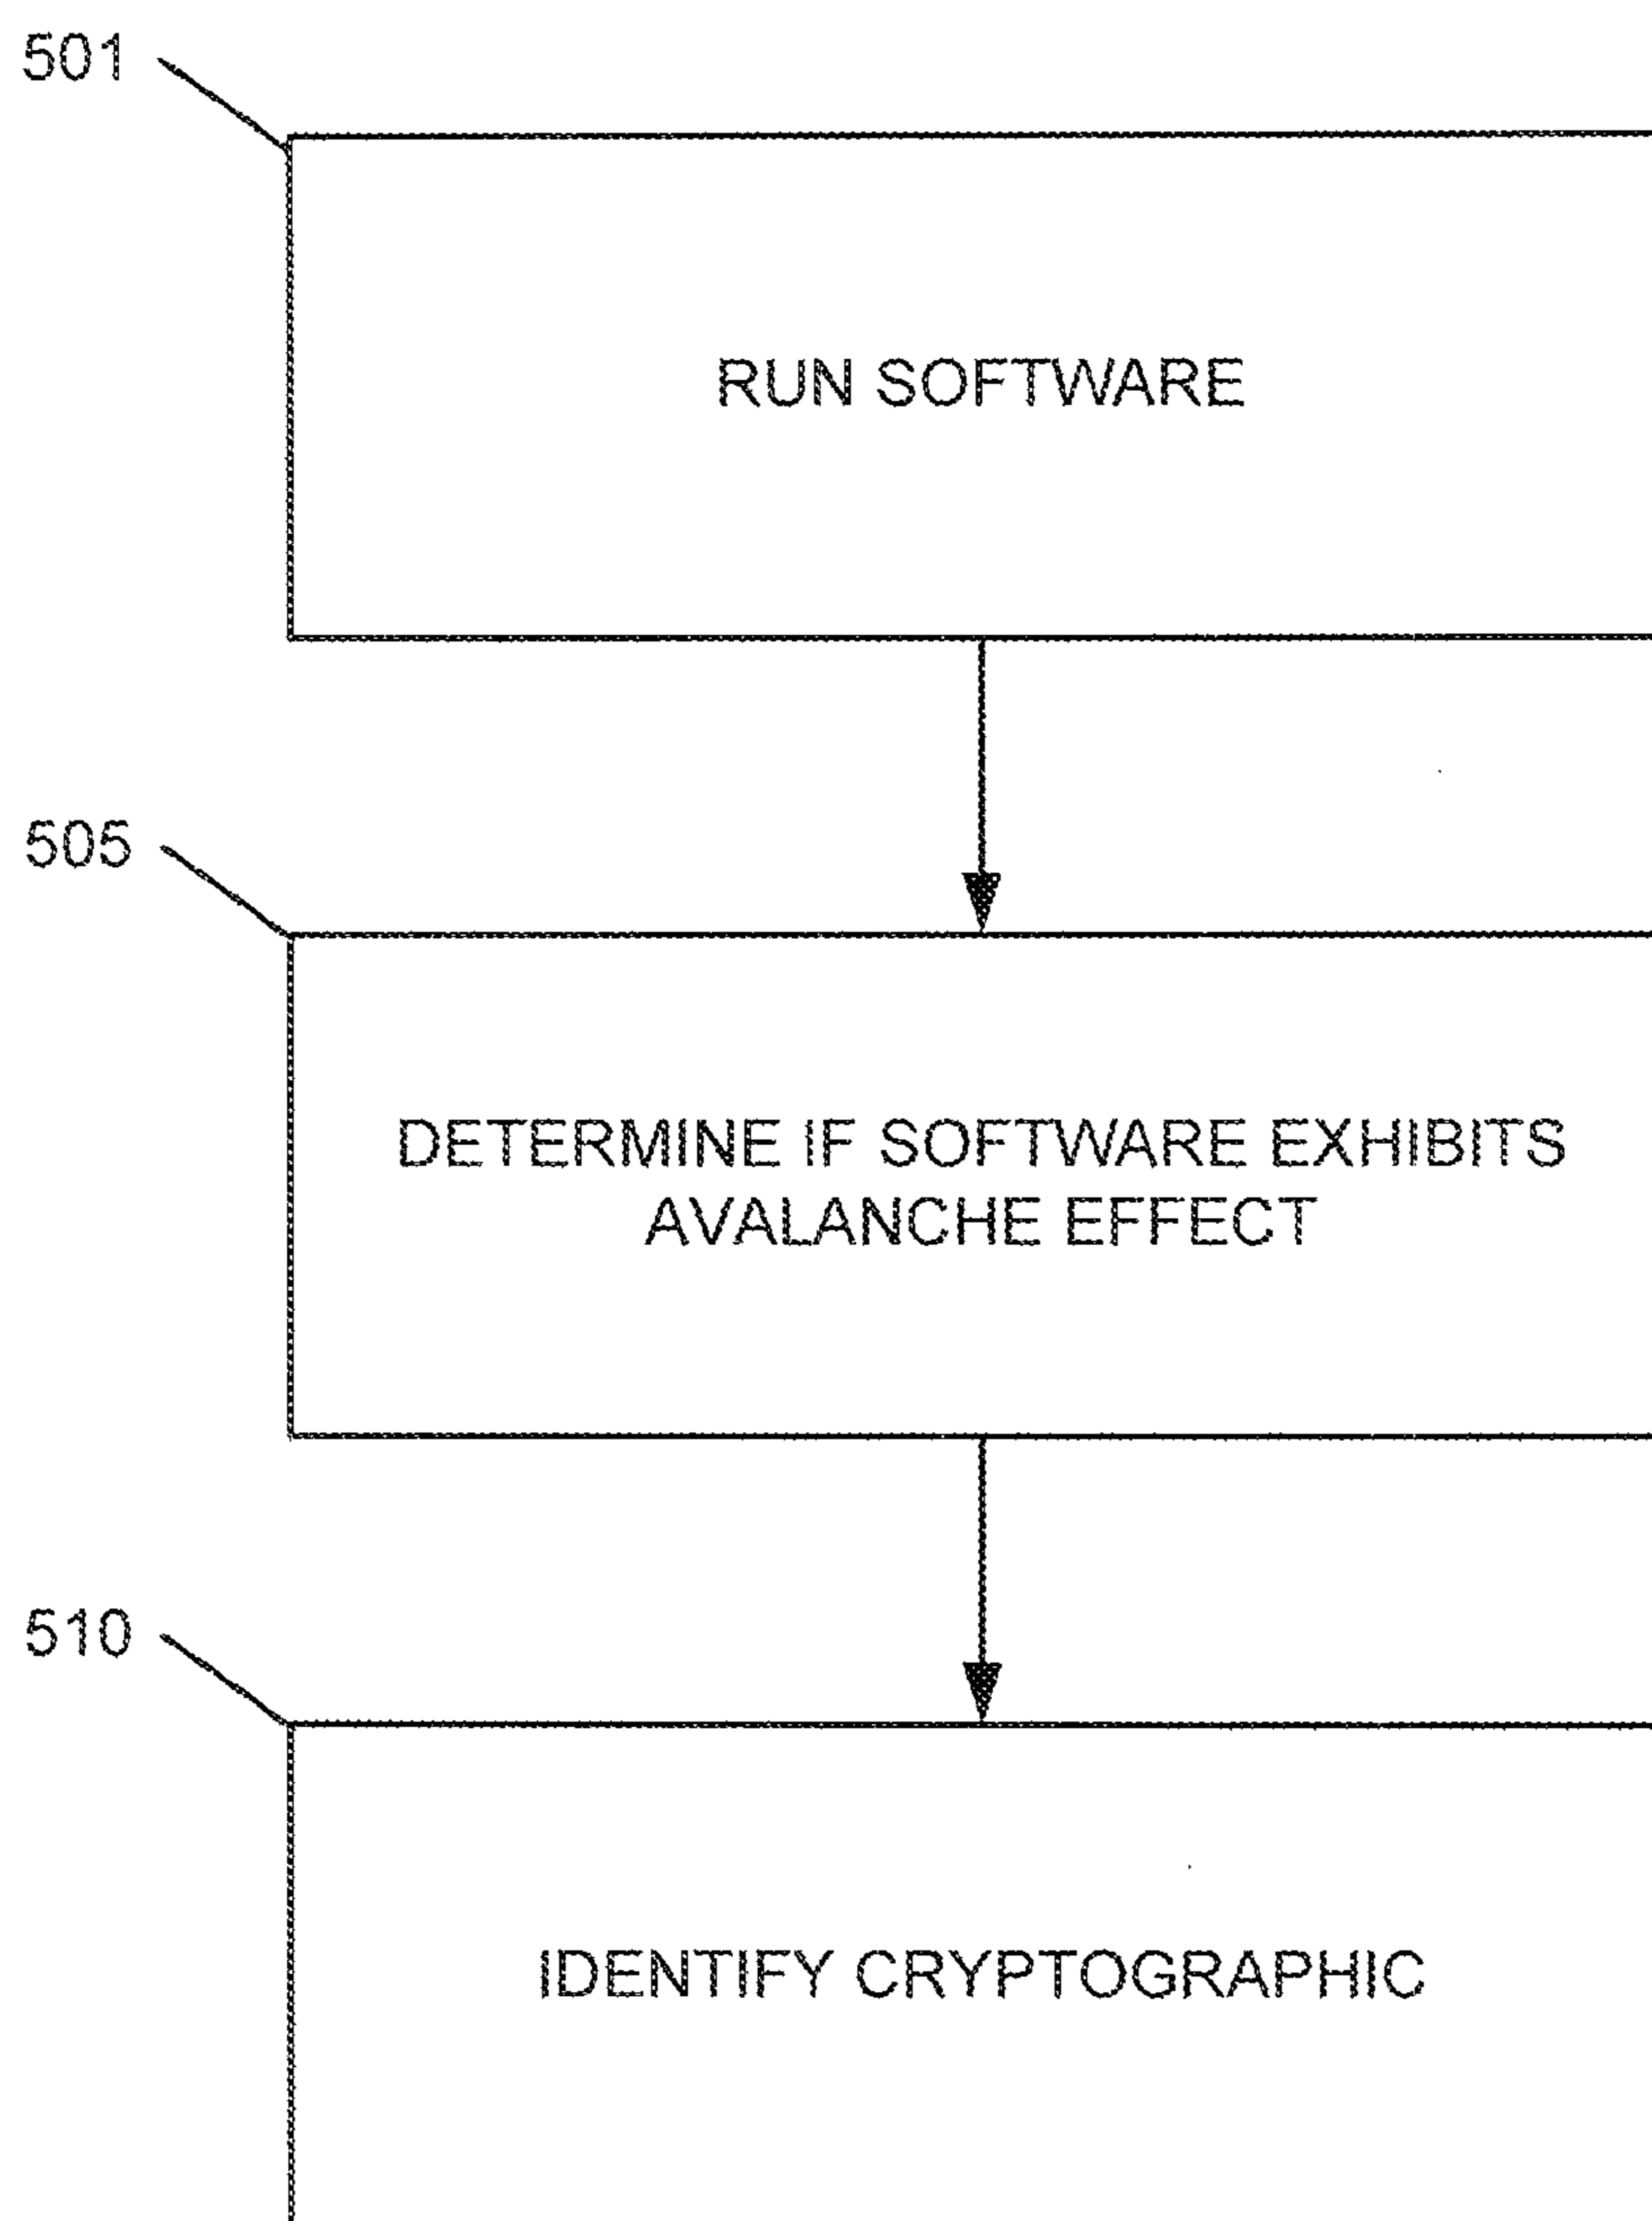 501
RUN SOFTWARE
505
DETERMINE IF SOFTWARE EXHIBITS
AVALANCHE EFFECT
510
IDENTIFY CRYPTOGRAPHIC